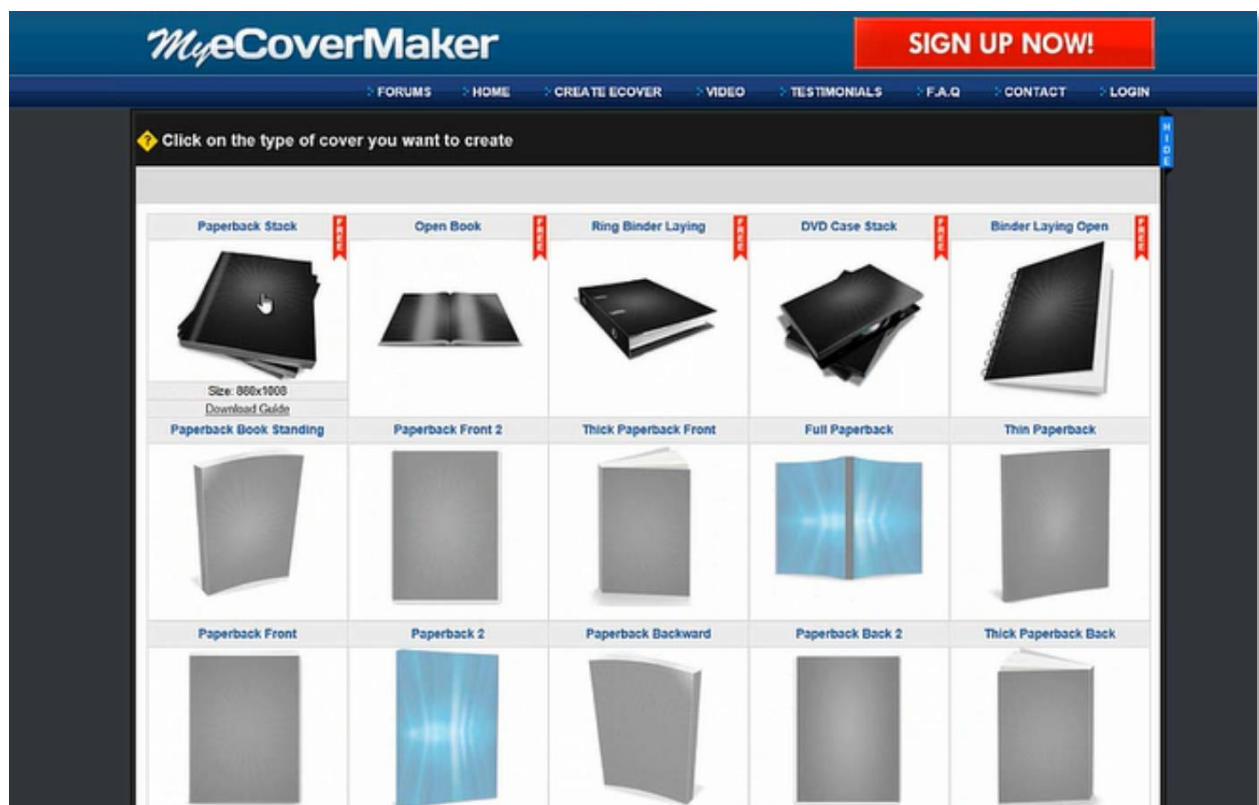 MyeCoverMaker
SIGN UP NOW!
FORUMS HOME CREATE ECOVER VIDEO TESTIMONIALS F.A.Q CONTACT LOGIN
? Click on the type of cover you want to create
HIDE
Paperback Stack FREE Open Book FREE Ring Binder Laying FREE DVD Case Stack FREE Binder Laying Open FREE
Size: 860x1008
Download Guide
Paperback Book Standing Paperback Front 2 Thick Paperback Front Full Paperback Thin Paperback
Paperback Front Paperback 2 Paperback Backward Paperback Back 2 Thick Paperback Back